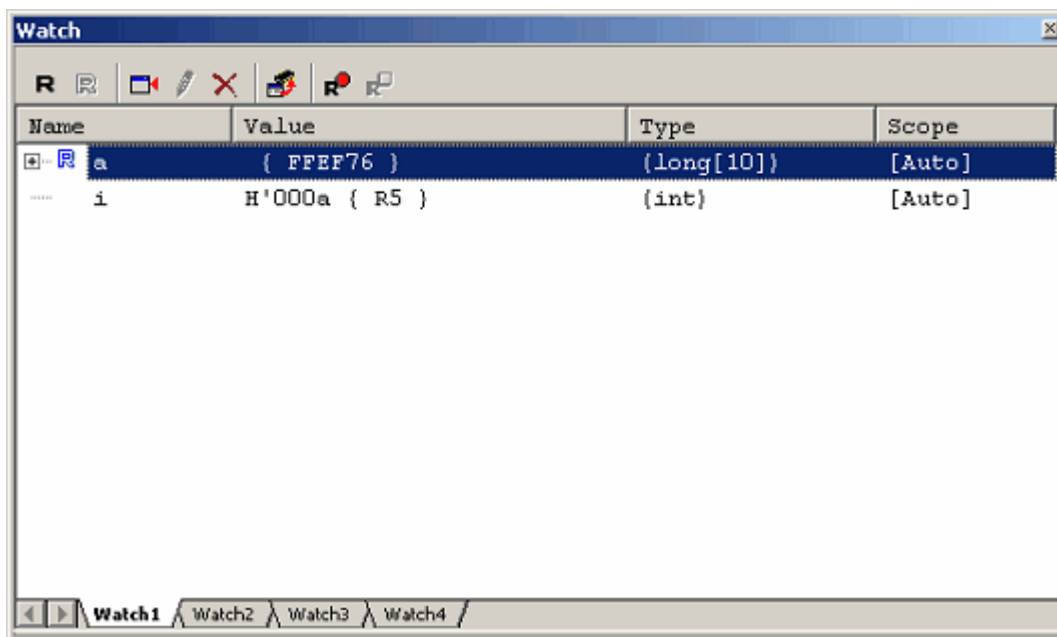 Watch
R R R R
Name Value Type Scope
R a { FFEF76 } {long[10]} [Auto]
i H'000a { R5 } {int} [Auto]
Watch1 Watch2 Watch3 Watch4